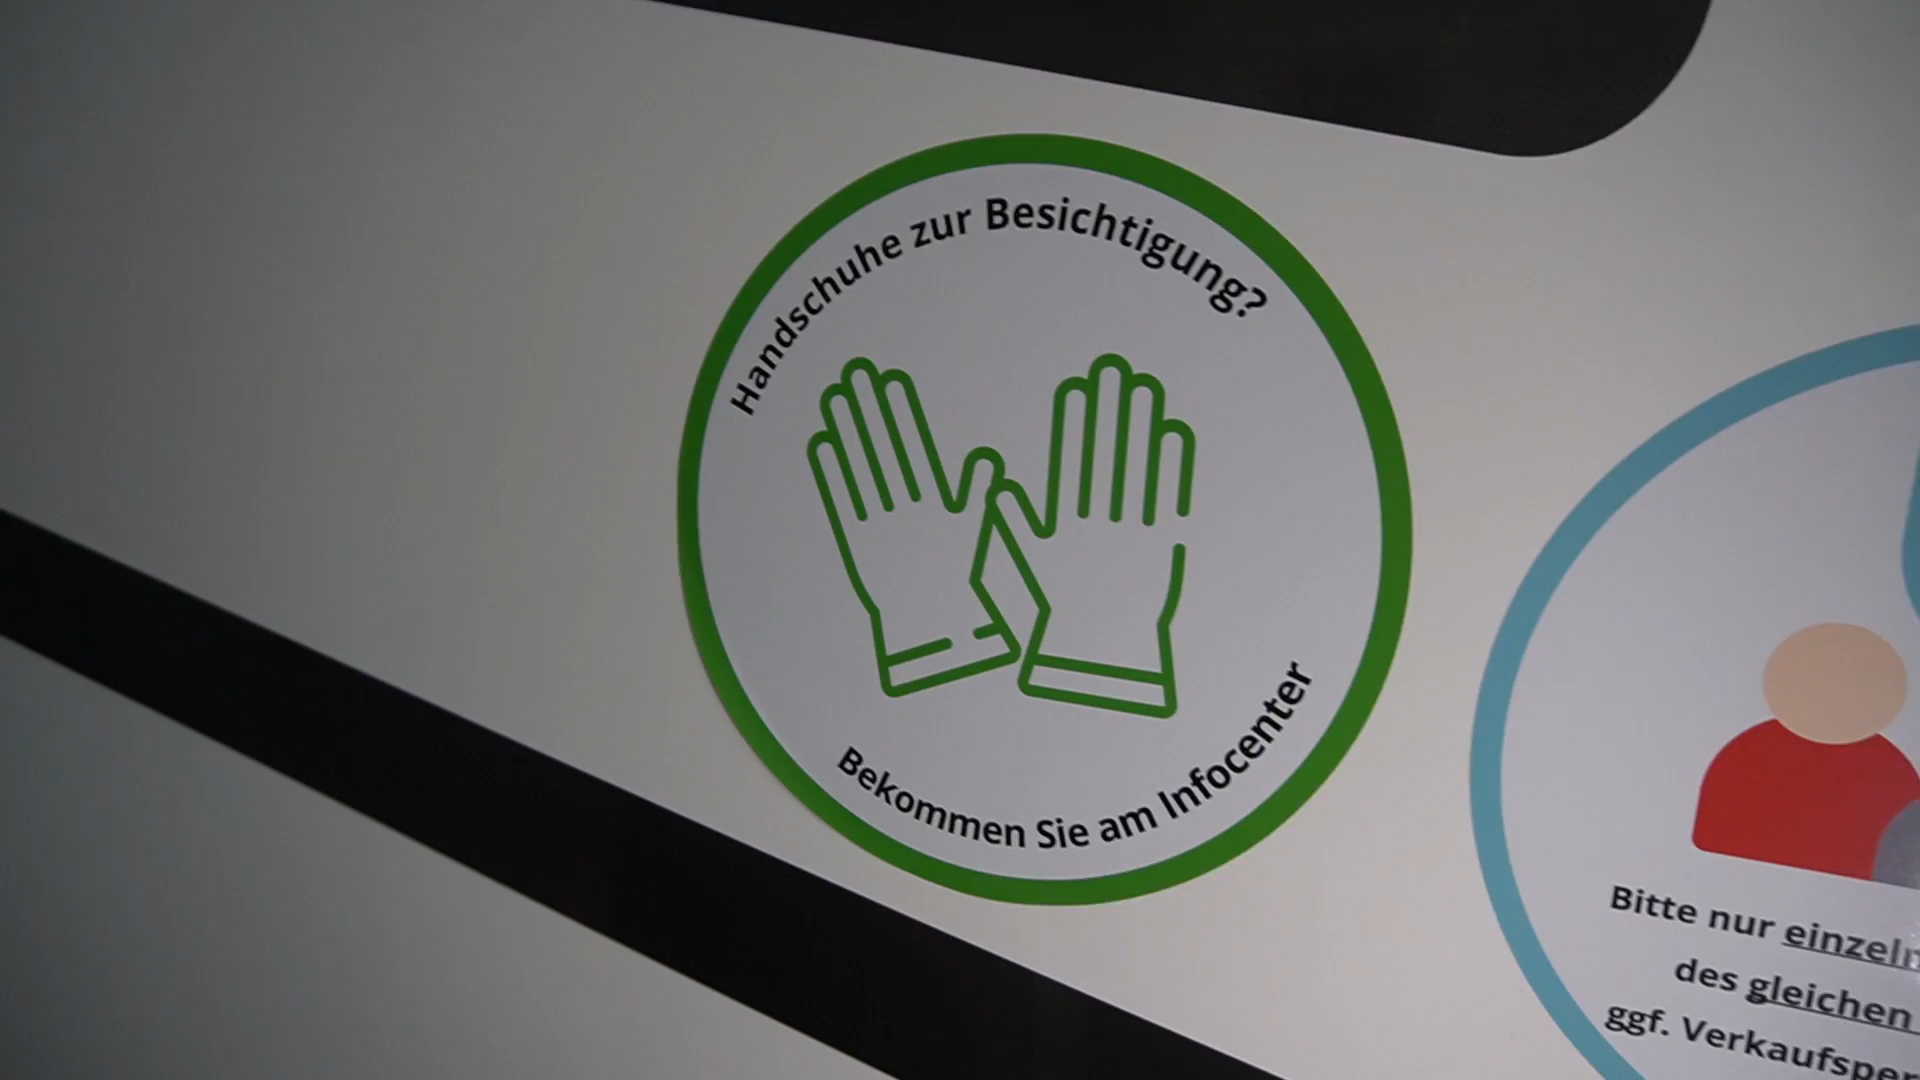 Handschuhe zur Besichtigung?
Bekommen Sie am Infocenter
Bitte nur
des gleichen
ggf.